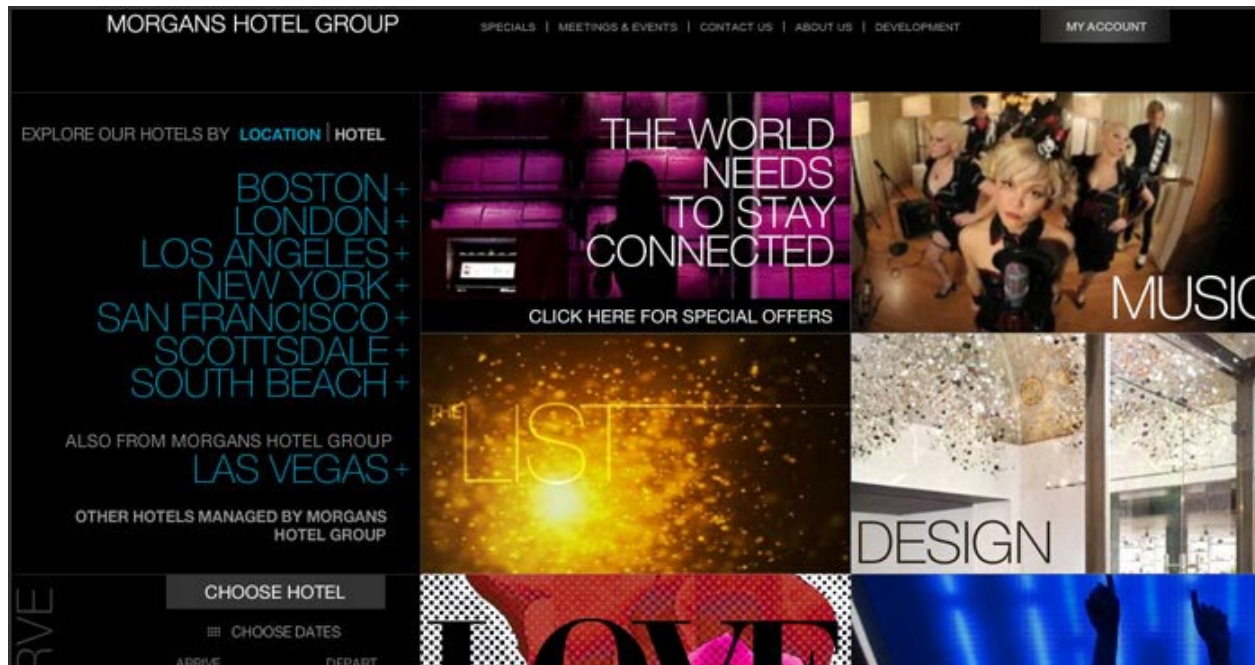 MORGANS HOTEL GROUP
SPECIALS | MEETINGS & EVENTS | CONTACT US | ABOUT US | DEVELOPMENT
MY ACCOUNT
EXPLORE OUR HOTELS BY LOCATION | HOTEL
BOSTON +
LONDON +
LOS ANGELES +
NEW YORK +
SAN FRANCISCO +
SCOTTSDALE +
SOUTH BEACH +
ALSO FROM MORGANS HOTEL GROUP
LAS VEGAS +
OTHER HOTELS MANAGED BY MORGANS
HOTEL GROUP
THE WORLD
NEEDS
TO STAY
CONNECTED
CLICK HERE FOR SPECIAL OFFERS
MUSIC
THE LIST
DESIGN
RVE
CHOOSE HOTEL
CHOOSE DATES
ARRIVE DEPART
LOVE